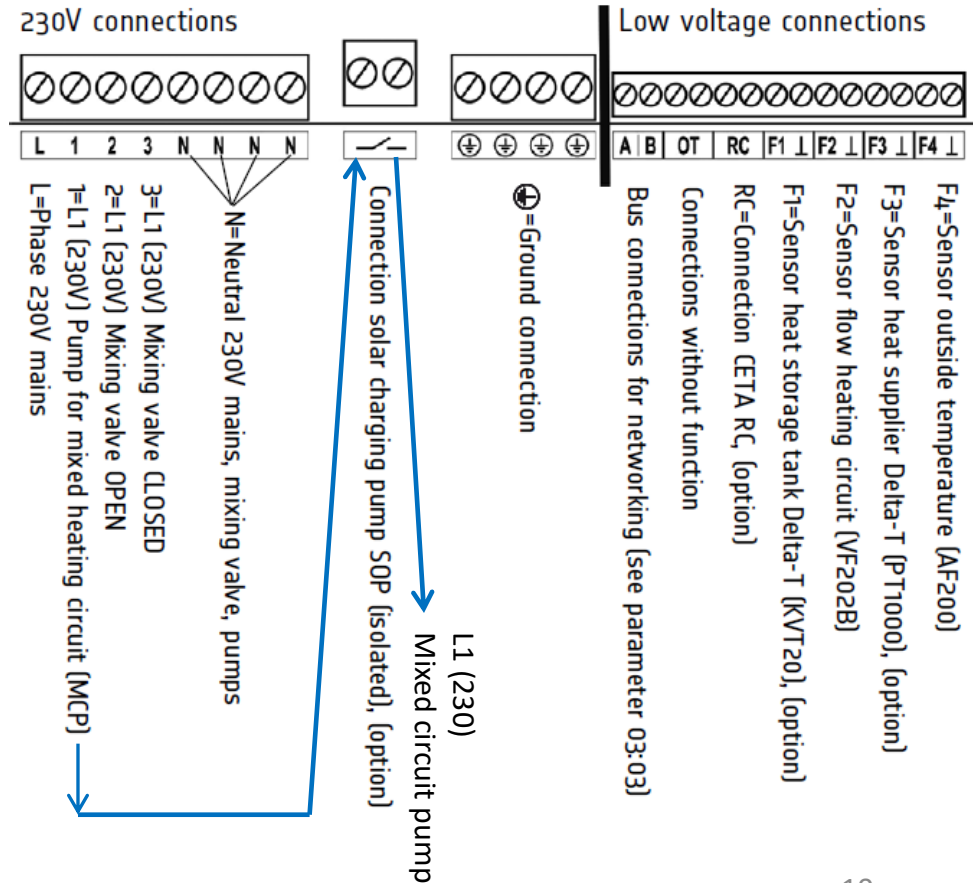 230V connections
Low voltage connections
L 1 2 3 N N N N
A B OT RC F1 ⊥ F2 ⊥ F3 ⊥ F4 ⊥
L=Phase 230V mains
1=L1 (230V) Pump for mixed heating circuit (MCP)
2=L1 (230V) Mixing valve OPEN
3=L1 (230V) Mixing valve CLOSED
N=Neutral 230V mains, mixing valve, pumps
Connection solar charging pump SOP (isolated), (option)
L1 (230)
Mixed circuit pump
=Ground connection
Bus connections for networking (see parameter 03:03)
Connections without function
RC=Connection CETA RC, (option)
F1=Sensor heat storage tank Delta-T (KVT20), (option)
F2=Sensor flow heating circuit (VF202B)
F3=Sensor heat supplier Delta-T (PT1000), (option)
F4=Sensor outside temperature (AF200)